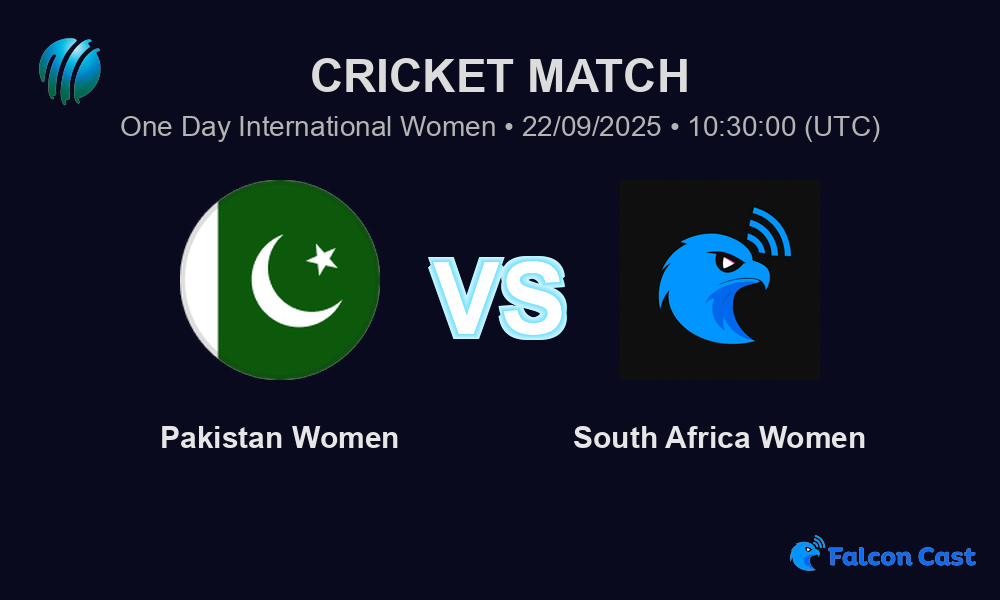 CRICKET MATCH
One Day International Women • 22/09/2025 • 10:30:00 (UTC)
VS
Pakistan Women
South Africa Women
Falcon Cast